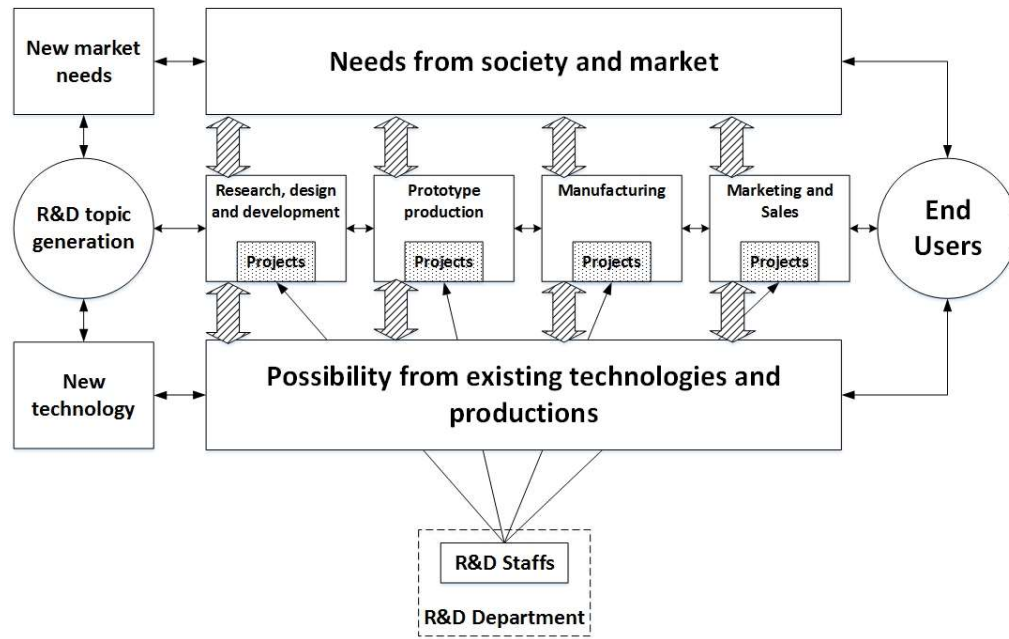 New market
needs
Needs from society and market
R&D topic
generation
Research, design
and development
Projects
Prototype
production
Projects
Manufacturing
Projects
Marketing and
Sales
Projects
End
Users
New
technology
Possibility from existing technologies and
productions
R&D Staffs
R&D Department